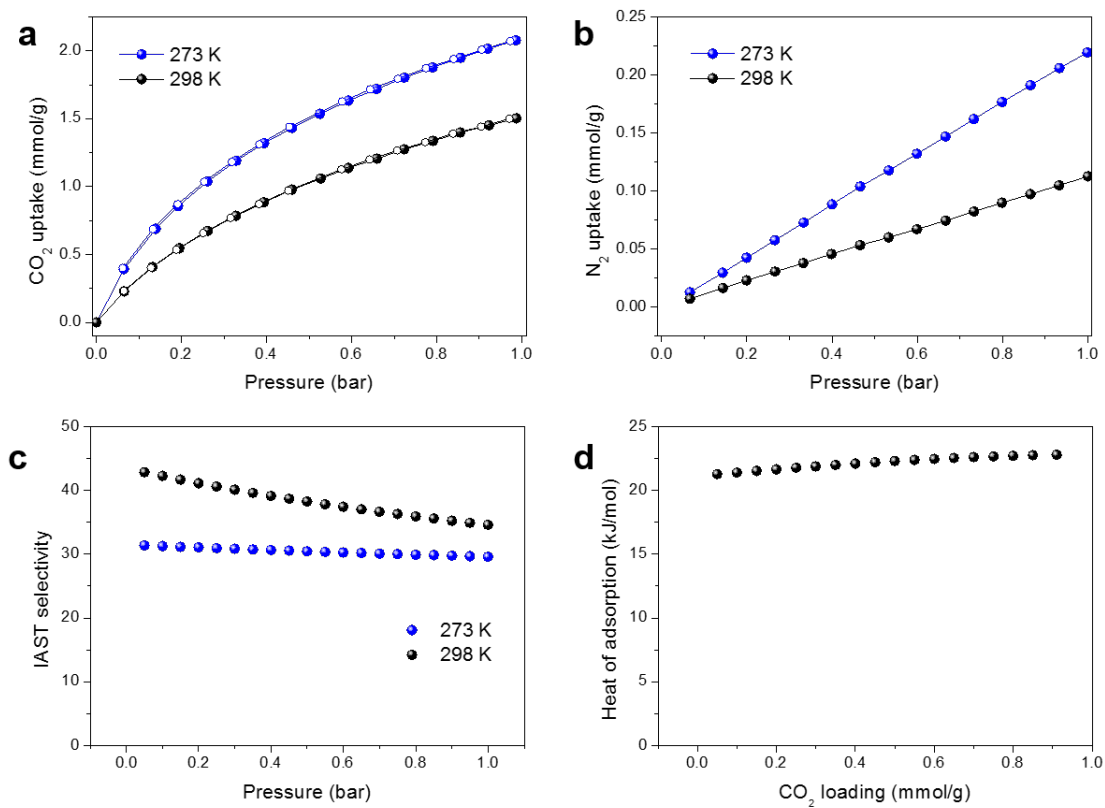 a
273 K
298 K
CO₂ uptake (mmol/g)
2.0
1.5
1.0
0.5
0.0
0.0 0.2 0.4 0.6 0.8 1.0
Pressure (bar)
b
273 K
298 K
N₂ uptake (mmol/g)
0.25
0.20
0.15
0.10
0.05
0.00
0.0 0.2 0.4 0.6 0.8 1.0
Pressure (bar)
c
IAST selectivity
50
40
30
20
10
0
273 K
298 K
0.0 0.2 0.4 0.6 0.8 1.0
Pressure (bar)
d
Heat of adsorption (kJ/mol)
25
20
15
10
5
0
0.0 0.2 0.4 0.6 0.8 1.0
CO₂ loading (mmol/g)